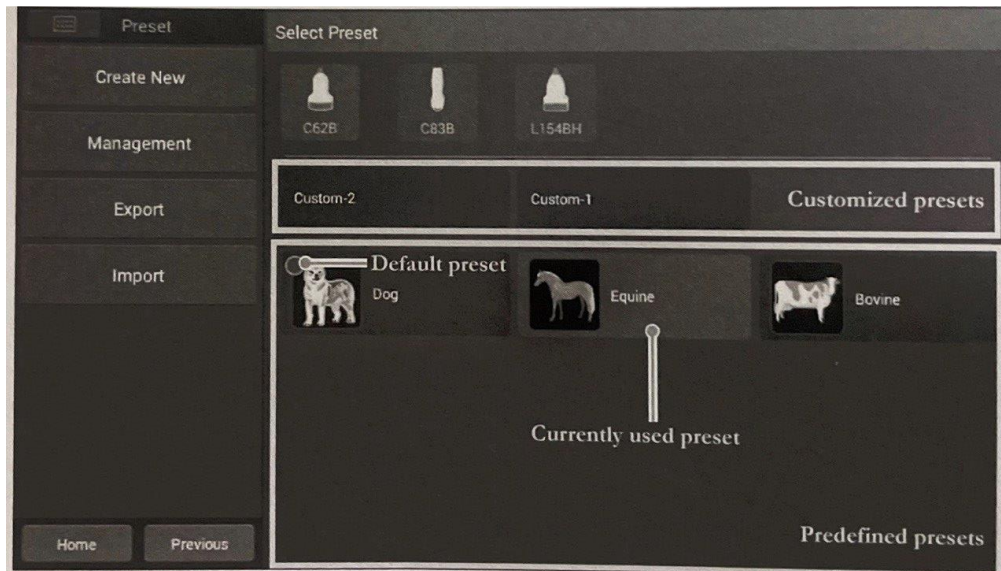 Preset
Create New
Management
Export
Import
Home
Previous
Select Preset
C62B
C83B
L154BH
Custom-2
Custom-1
Customized presets
Default preset
Dog
Equine
Bovine
Currently used preset
Predefined presets